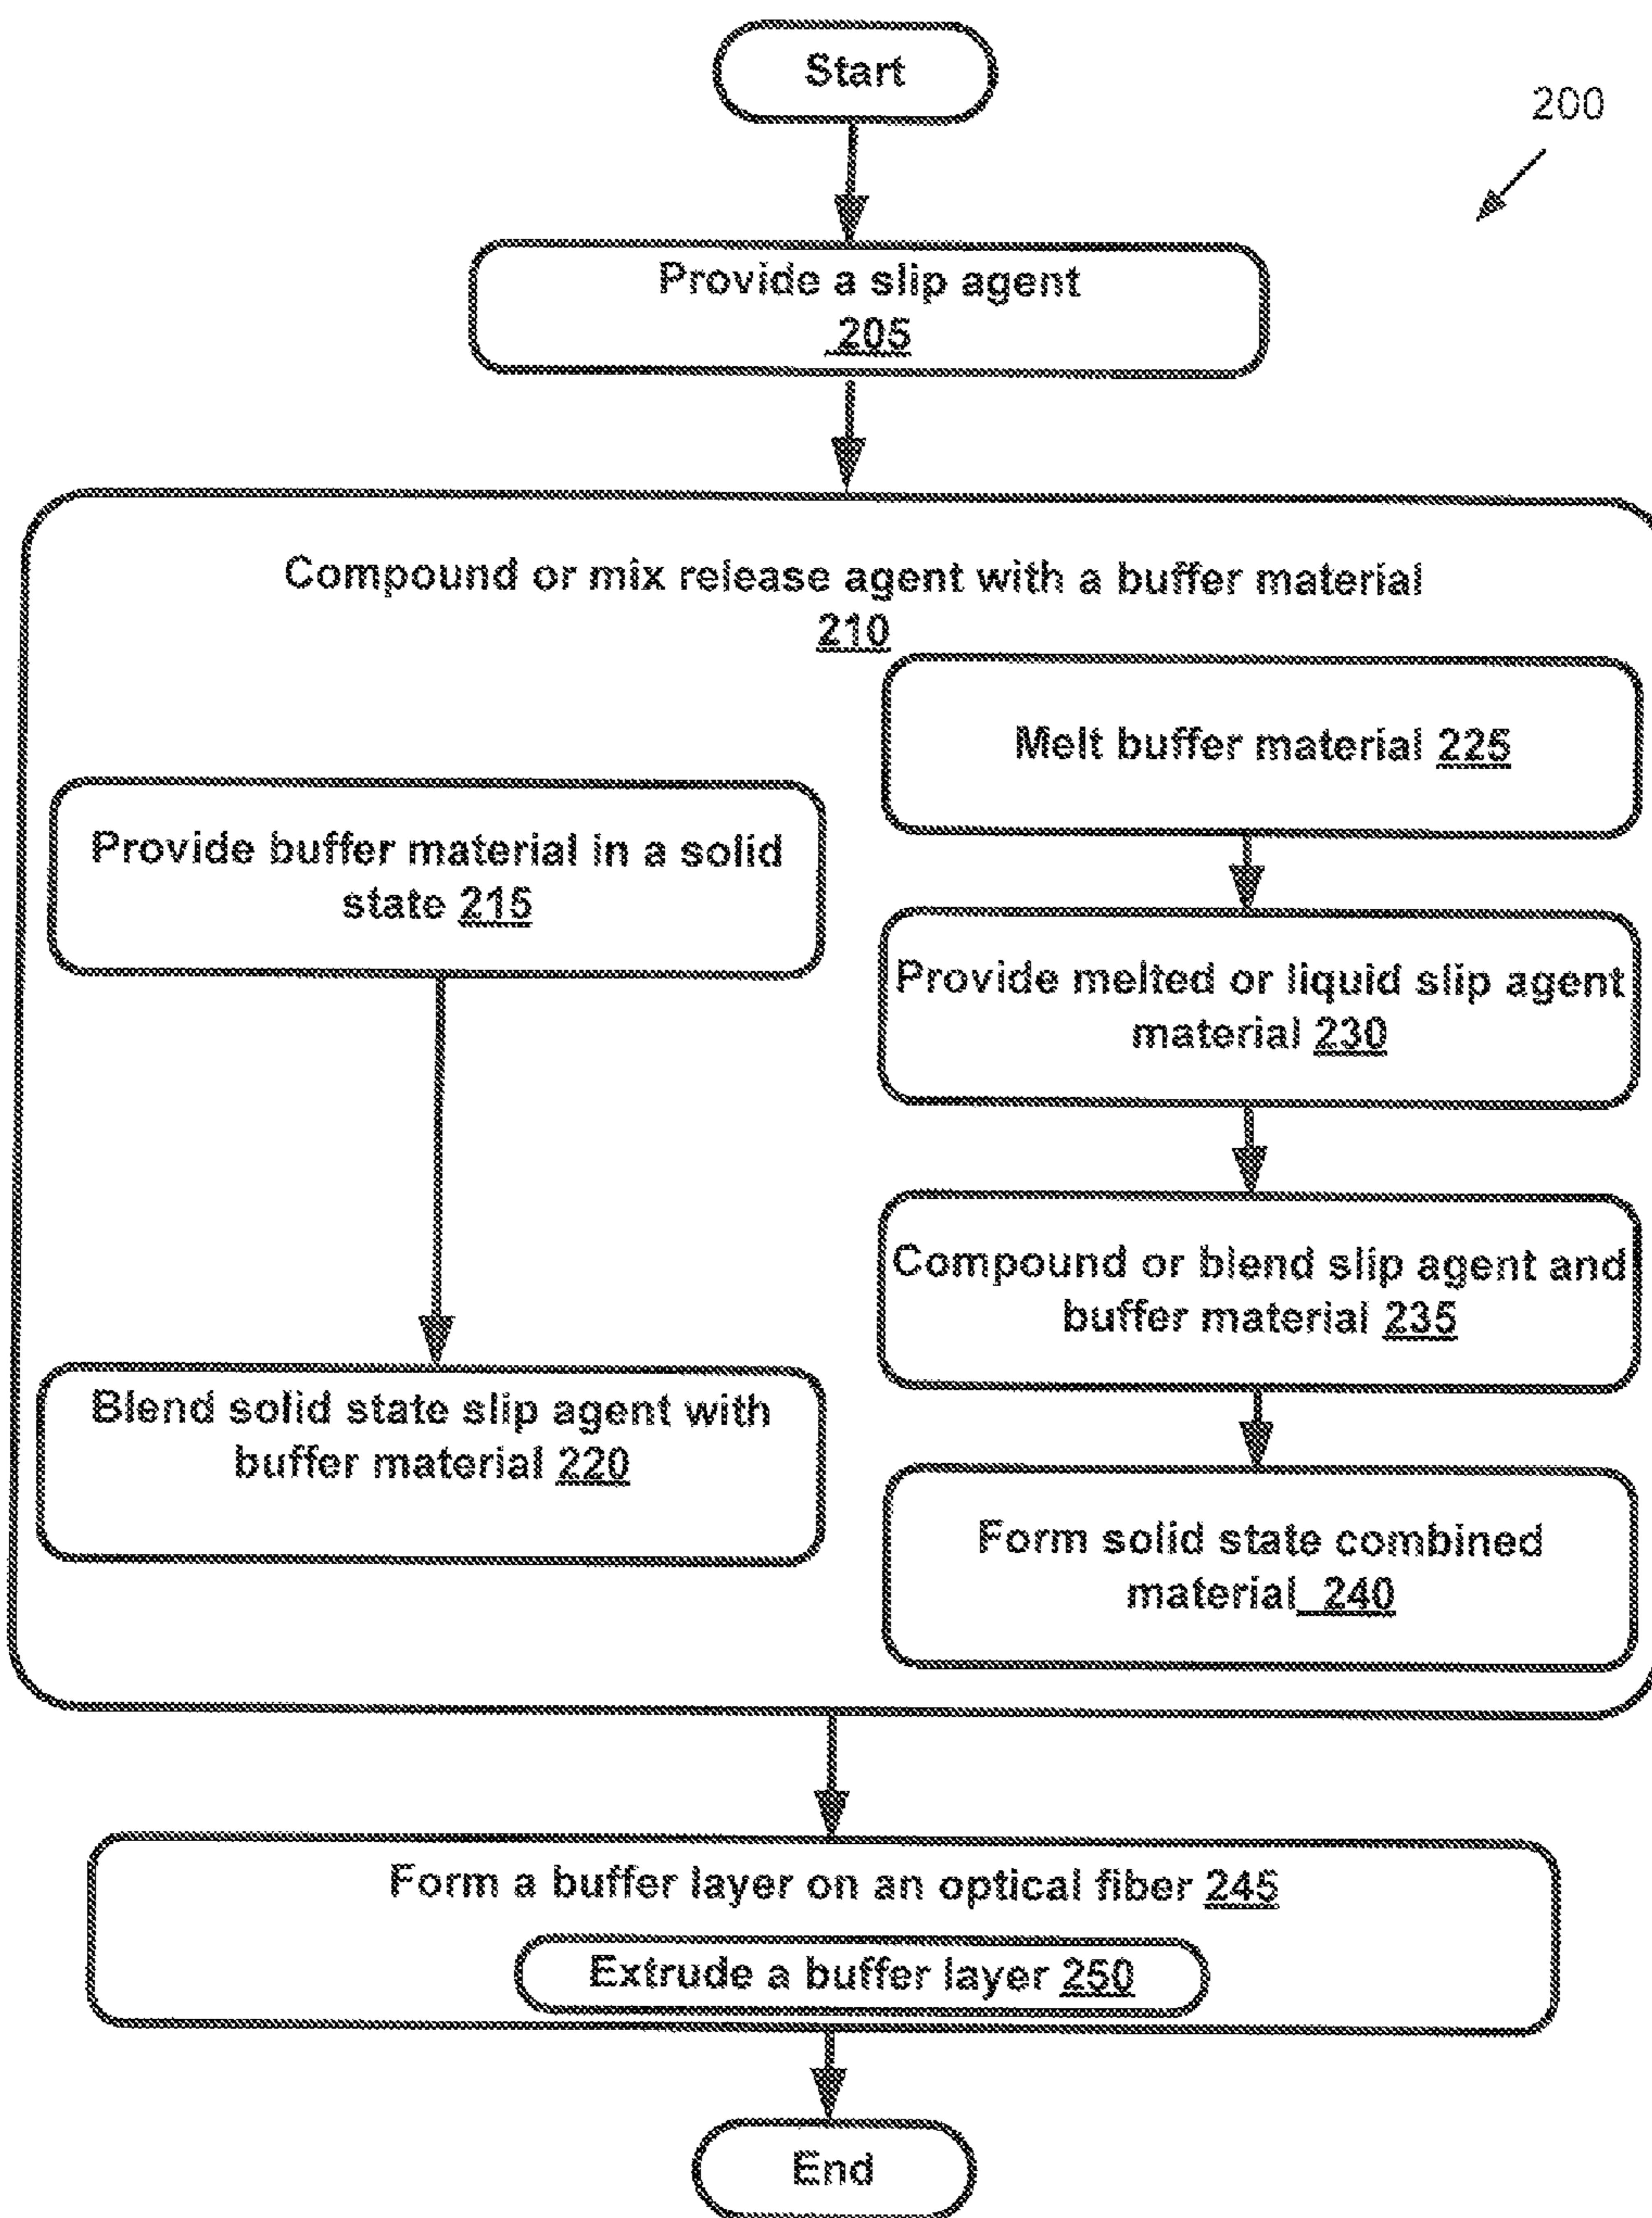 Start
200
Provide a slip agent
205
Compound or mix release agent with a buffer material
210
Provide buffer material in a solid
state 215
Blend solid state slip agent with
buffer material 220
Melt buffer material 225
Provide melted or liquid slip agent
material 230
Compound or blend slip agent and
buffer material 235
Form solid state combined
material 240
Form a buffer layer on an optical fiber 245
Extrude a buffer layer 250
End